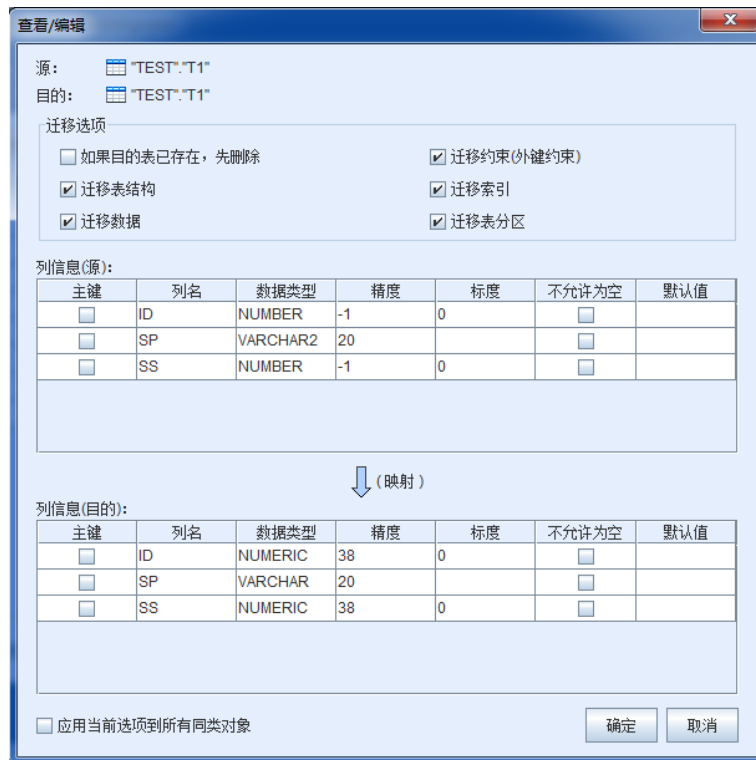 查看/编辑
源: "TEST"."T1"
目的: "TEST"."T1"
迁移选项
如果目的表已存在，先删除 迁移约束(外键约束)
迁移表结构 迁移索引
迁移数据 迁移表分区
列信息(源):
主键 列名 数据类型 精度 标度 不允许为空 默认值
ID NUMBER -1 0
SP VARCHAR2 20
SS NUMBER -1 0
(映射)
列信息(目的):
主键 列名 数据类型 精度 标度 不允许为空 默认值
ID NUMERIC 38 0
SP VARCHAR 20
SS NUMERIC 38 0
应用当前选项到所有同类对象 确定 取消